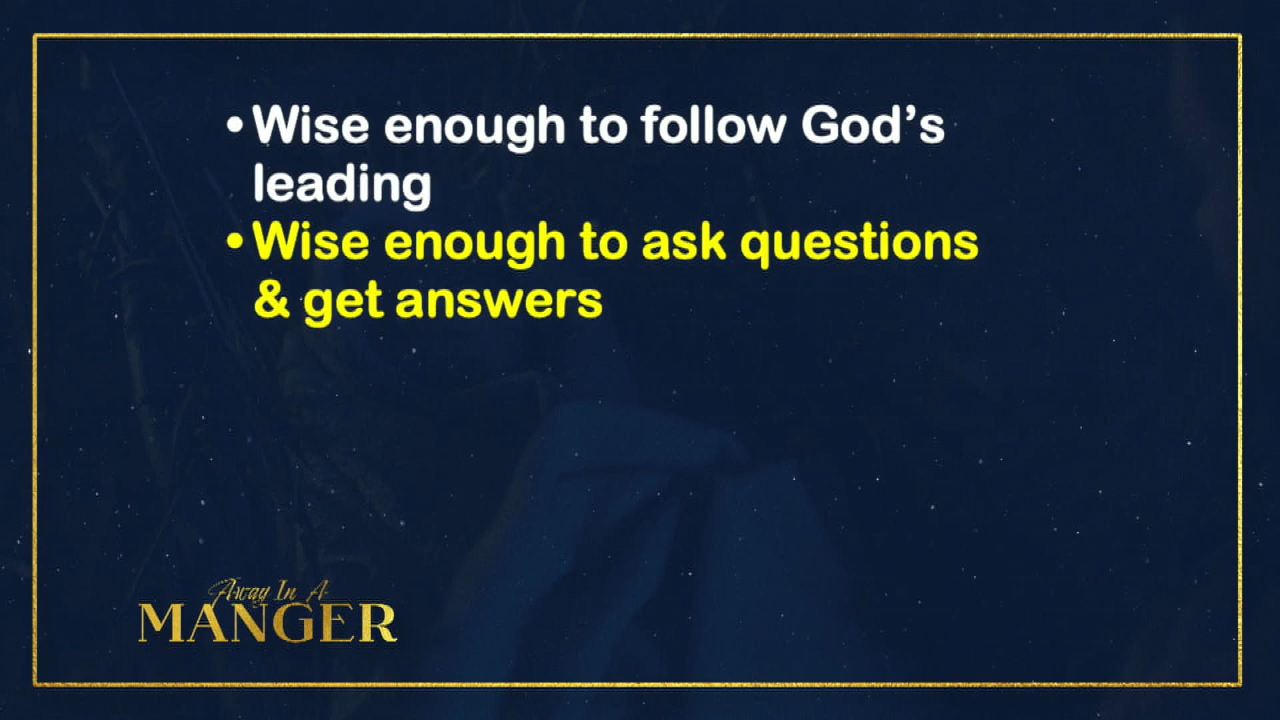 •Wise enough to follow God’s
leading
•Wise enough to ask questions
& get answers
Away In A
MANGER